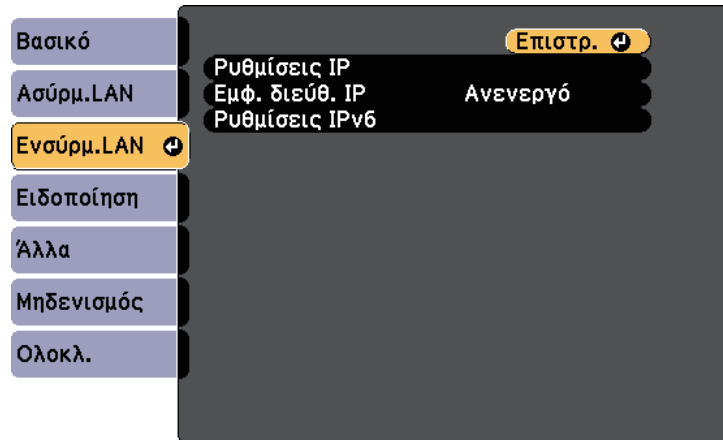 Βασικό
Ασύρμ.LAN
Ενσύρμ.LAN
Ειδοποίηση
Άλλα
Μηδενισμός
Ολοκλ.
Επιστρ.
Ρυθμίσεις IP
Εμφ. διεύθ. IP Ανενεργό
Ρυθμίσεις IPv6